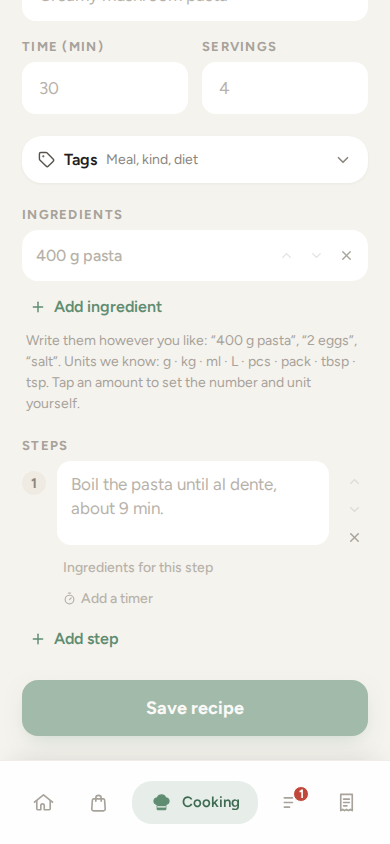 TIME (MIN)
SERVINGS
30
4
Tags Meal, kind, diet
INGREDIENTS
400 g pasta
+ Add ingredient
Write them however you like: “400 g pasta”, “2 eggs”,
“salt”. Units we know: g · kg · ml · L · pcs · pack · tbsp ·
tsp. Tap an amount to set the number and unit
yourself.
STEPS
1
Boil the pasta until al dente,
about 9 min.
Ingredients for this step
Add a timer
+ Add step
Save recipe
Cooking
1